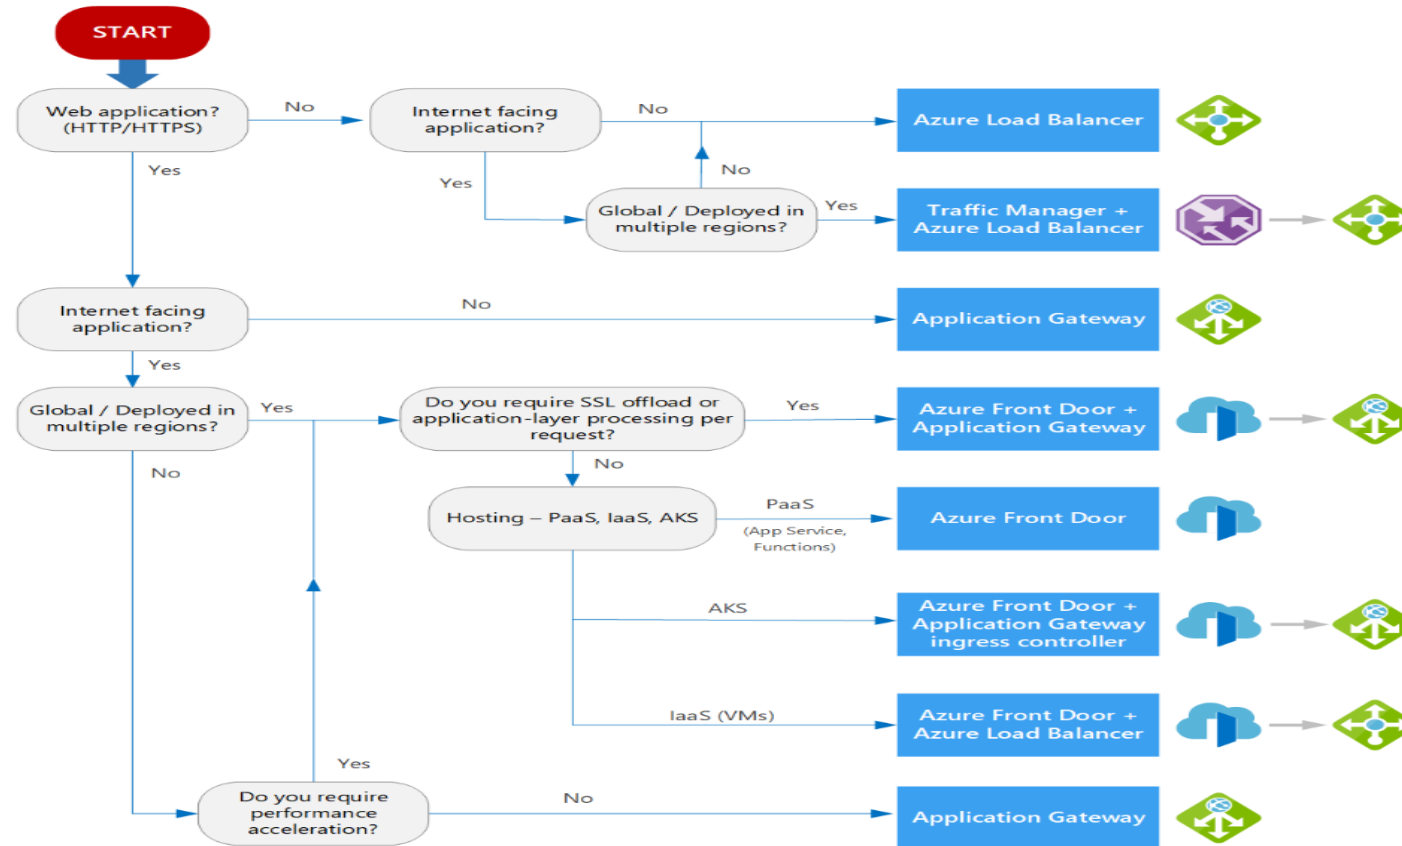 START
Web application?
(HTTP/HTTPS)
No
Internet facing
application?
No
Azure Load Balancer
Yes
Yes
No
Global / Deployed in
multiple regions?
Yes
Traffic Manager +
Azure Load Balancer
Internet facing
application?
No
Application Gateway
Yes
Global / Deployed in
multiple regions?
Yes
Do you require SSL offload or
application-layer processing per
request?
Yes
Azure Front Door +
Application Gateway
No
No
Hosting – PaaS, IaaS, AKS
PaaS
(App Service,
Functions)
Azure Front Door
AKS
Azure Front Door +
Application Gateway
ingress controller
IaaS (VMs)
Azure Front Door +
Azure Load Balancer
Yes
Do you require
performance
acceleration?
No
Application Gateway